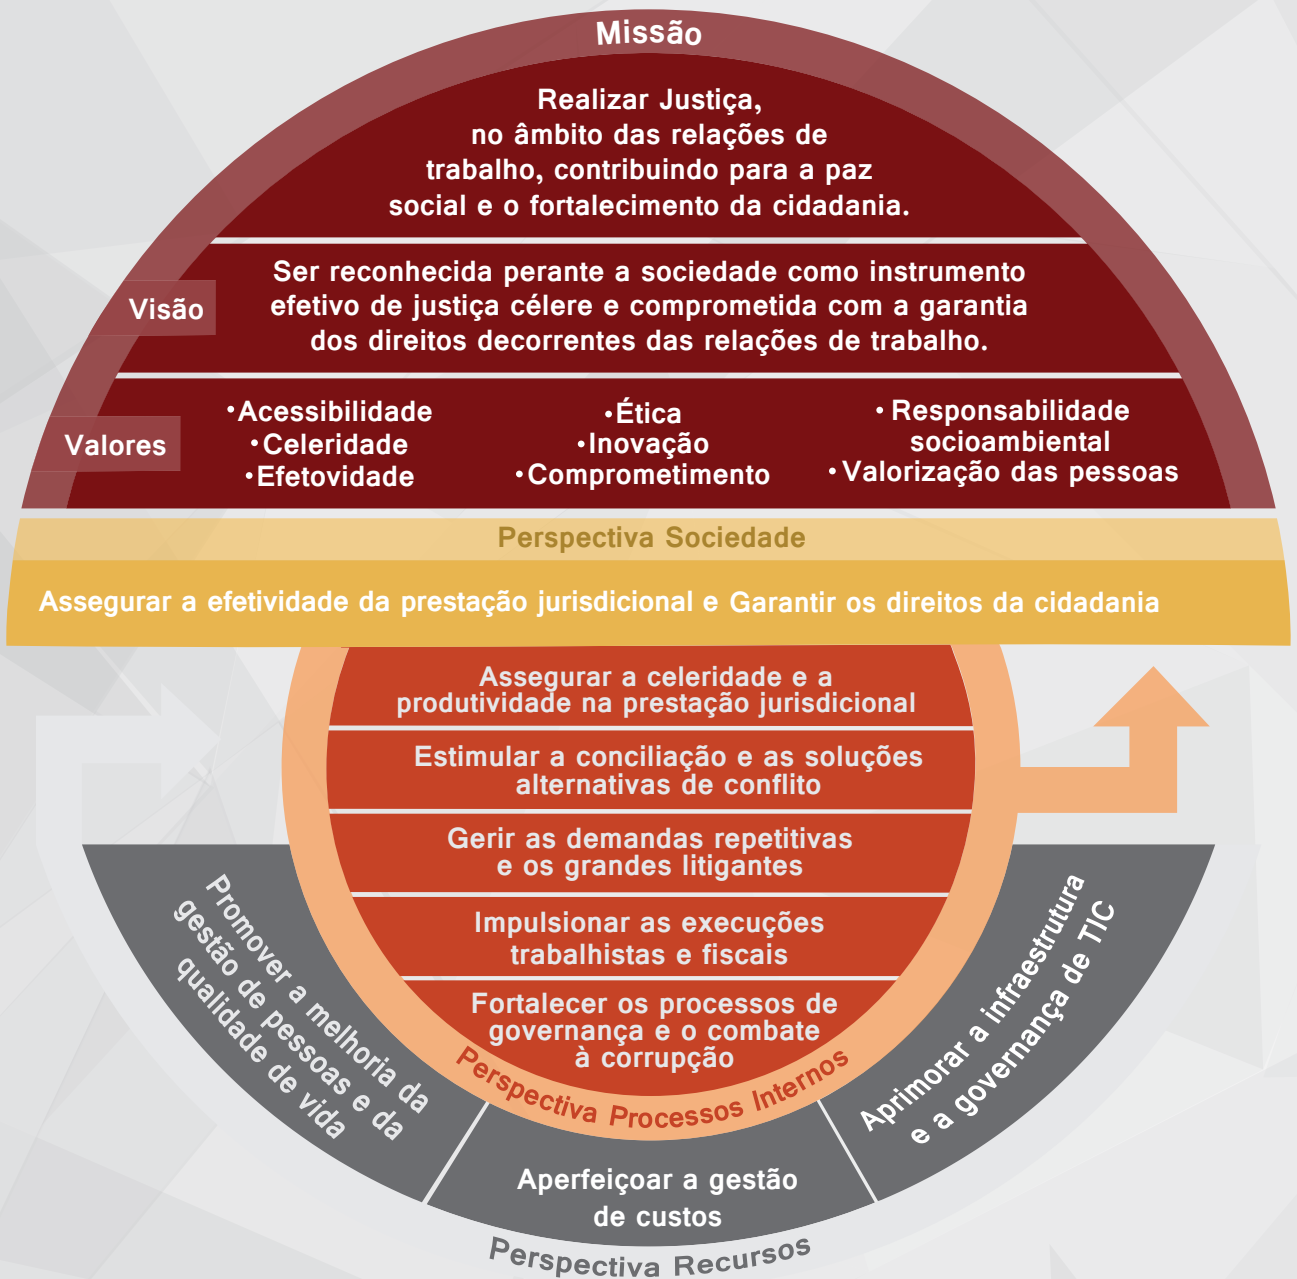 Missão
Realizar Justiça,
no âmbito das relações de
trabalho, contribuindo para a paz
social e o fortalecimento da cidadania.
Visão
Ser reconhecida perante a sociedade como instrumento
efetivo de justiça célere e comprometida com a garantia
dos direitos decorrentes das relações de trabalho.
Valores
•Acessibilidade
•Celeridade
•Efetovidade
•Ética
•Inovação
•Comprometimento
• Responsabilidade
socioambiental
• Valorização das pessoas
Perspectiva Sociedade
Assegurar a efetividade da prestação jurisdicional e Garantir os direitos da cidadania
Assegurar a celeridade e a
produtividade na prestação jurisdicional
Estimular a conciliação e as soluções
alternativas de conflito
Gerir as demandas repetitivas
e os grandes litigantes
Impulsionar as execuções
trabalhistas e fiscais
Fortalecer os processos de
governança e o combate
à corrupção
Perspectiva Processos Internos
Promover a melhoria da
gestão de pessoas e da
qualidade de vida
Aperfeiçoar a gestão
de custos
Aprimorar a infraestrutura
e a governança de TIC
Perspectiva Recursos